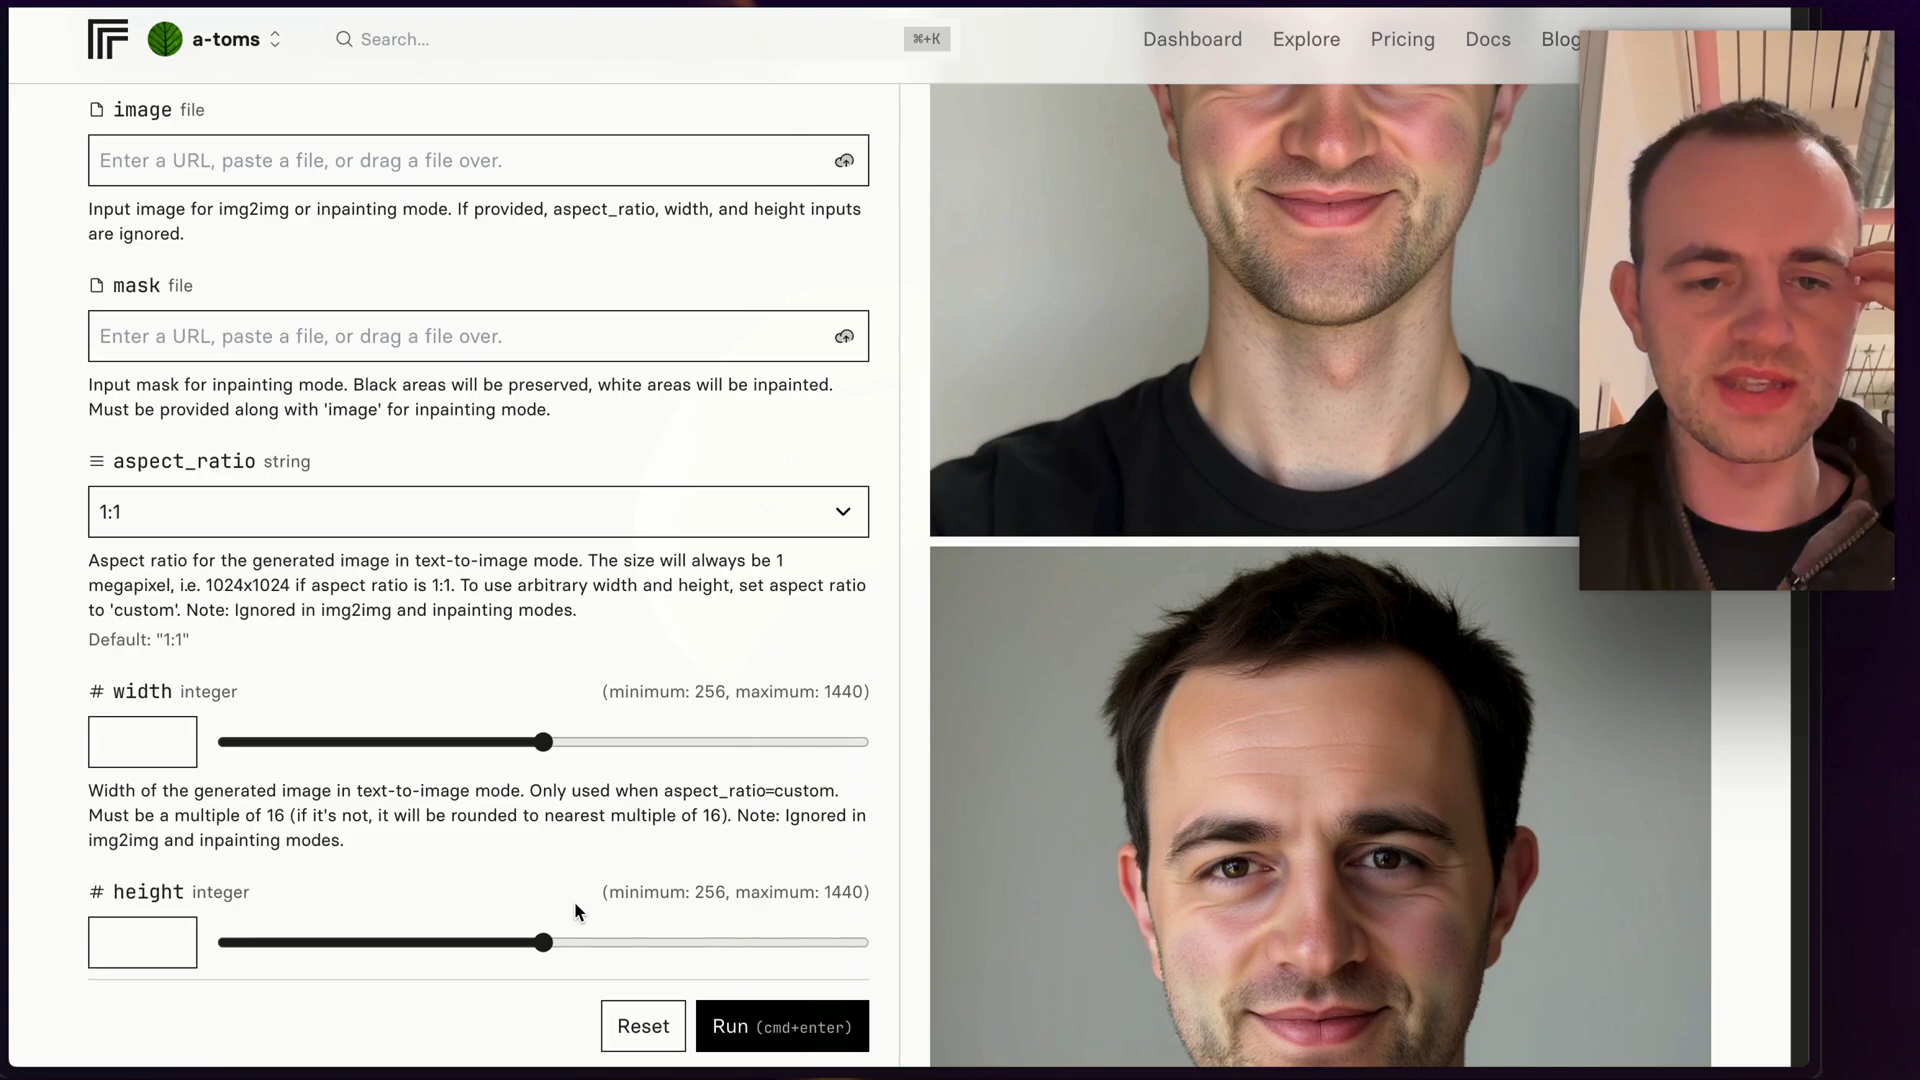 a-toms
Search...
⌘+K
Dashboard
Explore
Pricing
Docs
Blog
image file
Enter a URL, paste a file, or drag a file over.
Input image for img2img or inpainting mode. If provided, aspect_ratio, width, and height inputs
are ignored.
mask file
Enter a URL, paste a file, or drag a file over.
Input mask for inpainting mode. Black areas will be preserved, white areas will be inpainted.
Must be provided along with 'image' for inpainting mode.
aspect_ratio string
1:1
Aspect ratio for the generated image in text-to-image mode. The size will always be 1
megapixel, i.e. 1024x1024 if aspect ratio is 1:1. To use arbitrary width and height, set aspect ratio
to 'custom'. Note: Ignored in img2img and inpainting modes.
Default: "1:1"
# width integer (minimum: 256, maximum: 1440)
Width of the generated image in text-to-image mode. Only used when aspect_ratio=custom.
Must be a multiple of 16 (if it's not, it will be rounded to nearest multiple of 16). Note: Ignored in
img2img and inpainting modes.
# height integer (minimum: 256, maximum: 1440)
Reset
Run (cmd+enter)